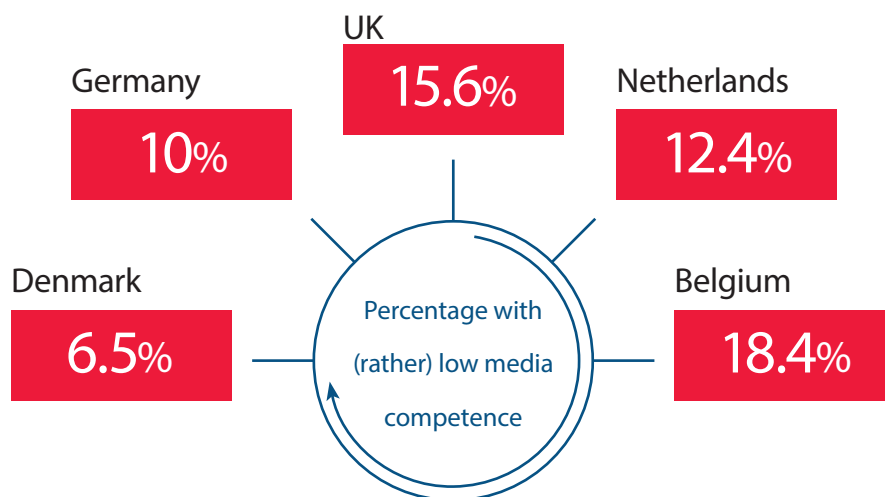 UK
15.6%
Germany
10%
Netherlands
12.4%
Denmark
6.5%
Belgium
18.4%
Percentage with
(rather) low media
competence